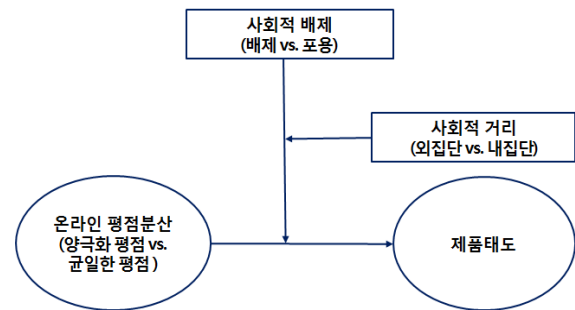 사회적 배제
(배제 vs. 포용)
사회적 거리
(외집단 vs. 내집단)
온라인 평점분산
(양극화 평점 vs.
균일한 평점 )
제품태도